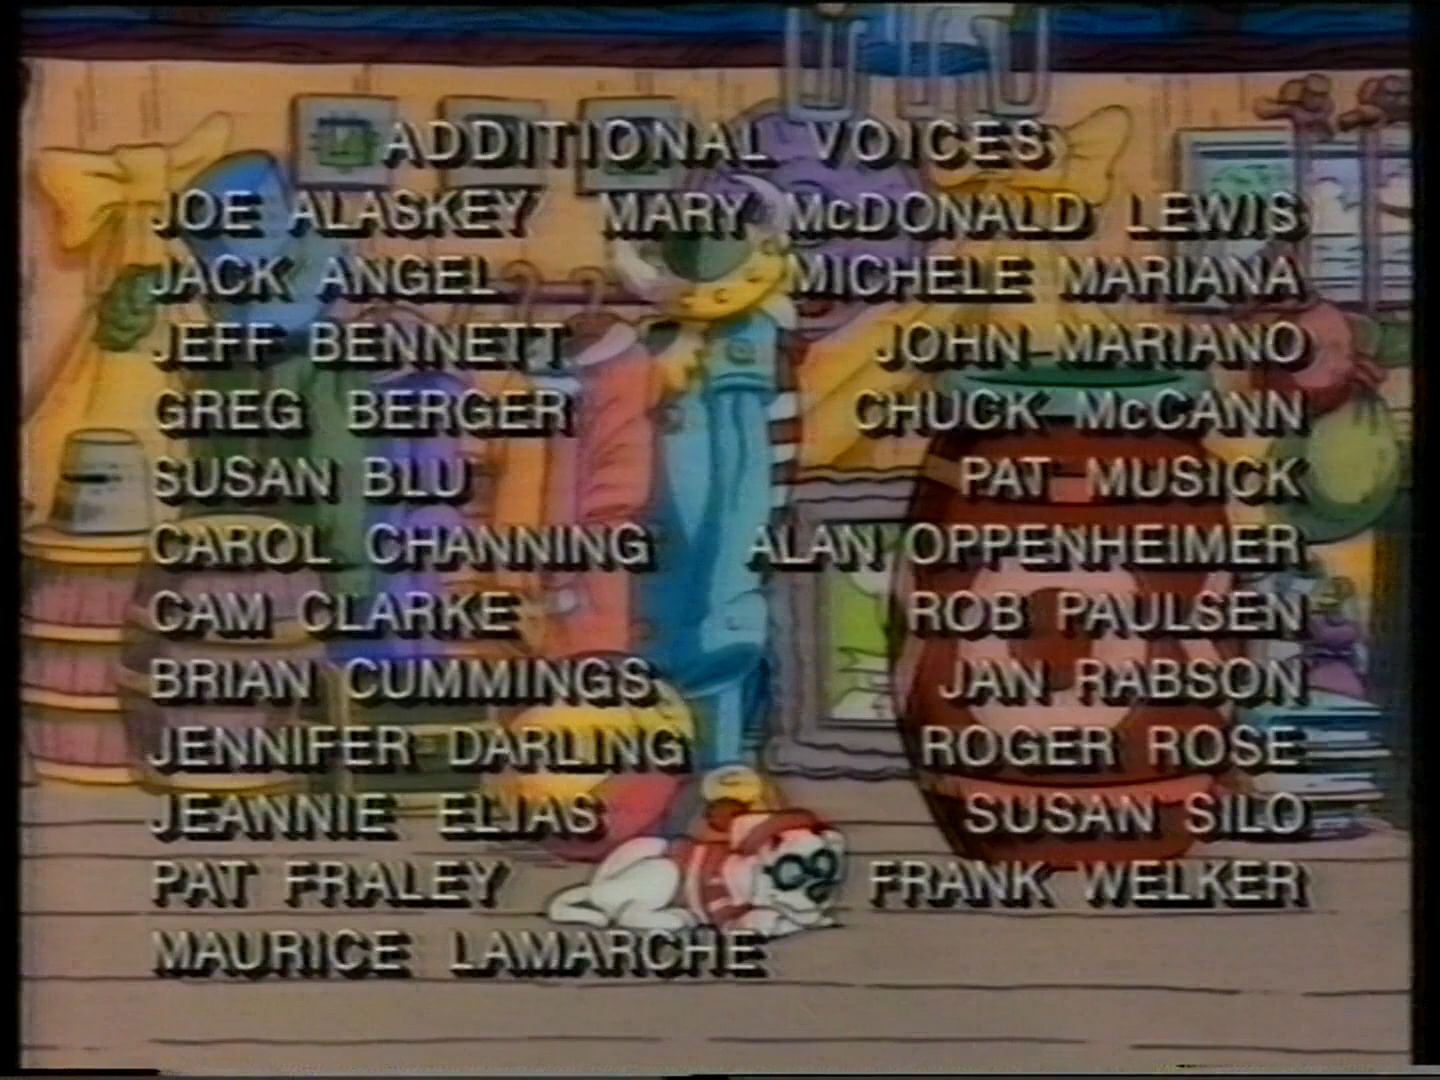 ADDITIONAL VOICES
JOE ALASKEY MARY McDONALD LEWIS
JACK ANGEL MICHELE MARIANA
JEFF BENNETT JOHN MARIANO
GREG BERGER CHUCK McCANN
SUSAN BLU PAT MUSICK
CAROL CHANNING ALAN OPPENHEIMER
CAM CLARKE ROB PAULSEN
BRIAN CUMMINGS JAN RABSON
JENNIFER DARLING ROGER ROSE
JEANNIE ELIAS SUSAN SILO
PAT FRALEY FRANK WELKER
MAURICE LAMARCHE